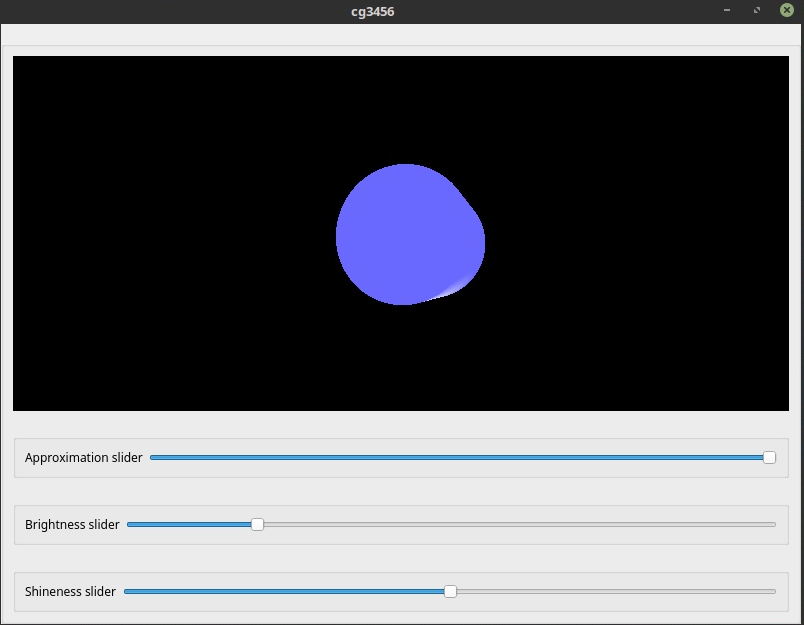 cg3456
Approximation slider
Brightness slider
Shineness slider